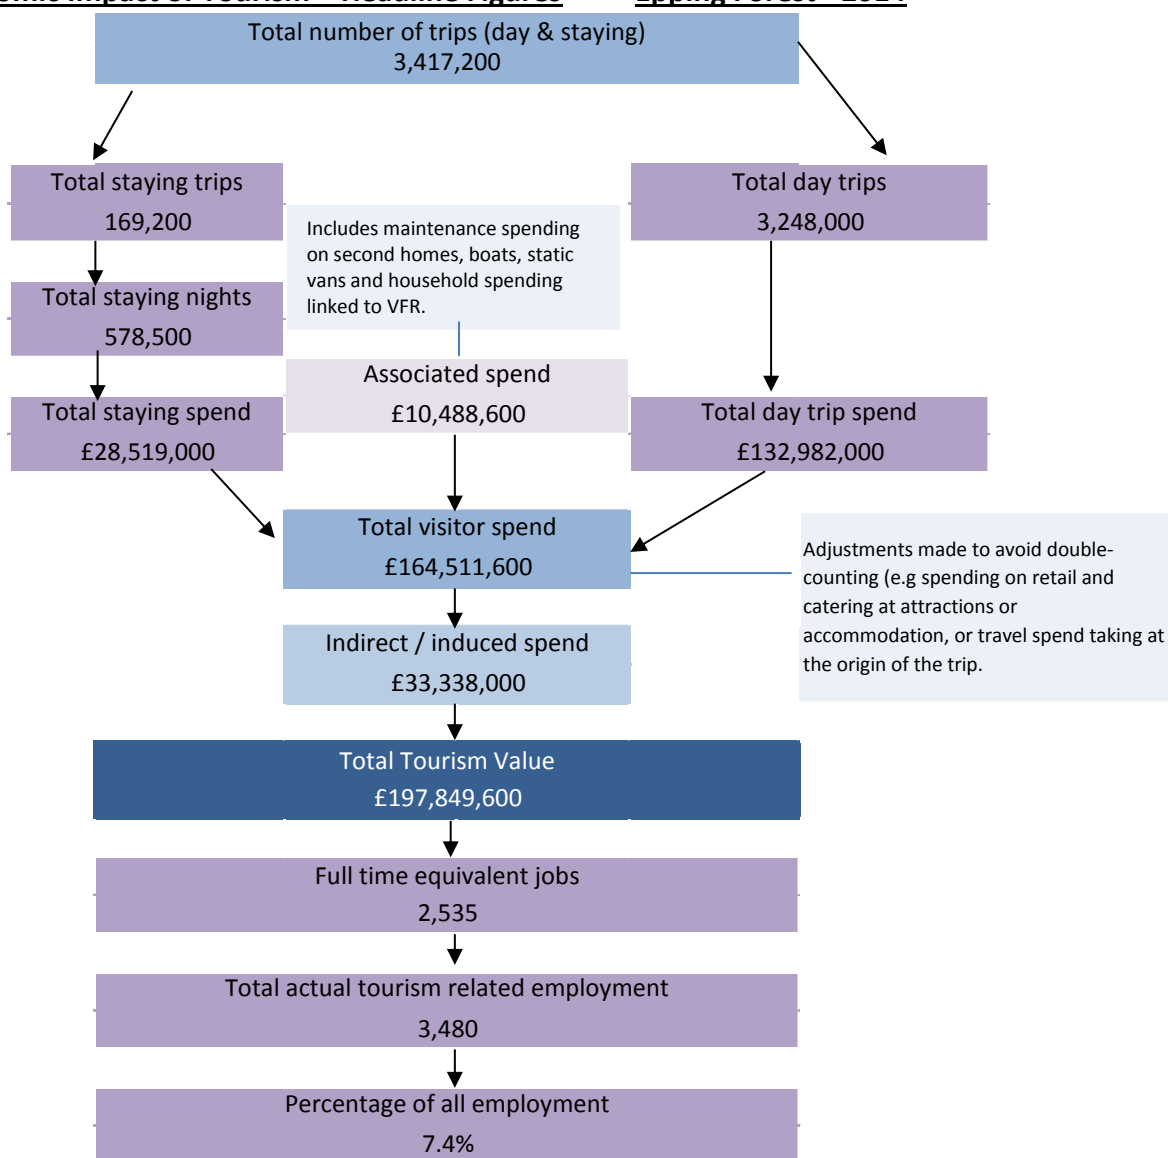 Total number of trips (day & staying)
3,417,200
Total staying trips
169,200
Total day trips
3,248,000
Includes maintenance spending
on second homes, boats, static
vans and household spending
linked to VFR.
Total staying nights
578,500
Associated spend
£10,488,600
Total staying spend
£28,519,000
Total day trip spend
£132,982,000
Total visitor spend
£164,511,600
Adjustments made to avoid double-
counting (e.g spending on retail and
catering at attractions or
accommodation, or travel spend taking at
the origin of the trip.
Indirect / induced spend
£33,338,000
Total Tourism Value
£197,849,600
Full time equivalent jobs
2,535
Total actual tourism related employment
3,480
Percentage of all employment
7.4%